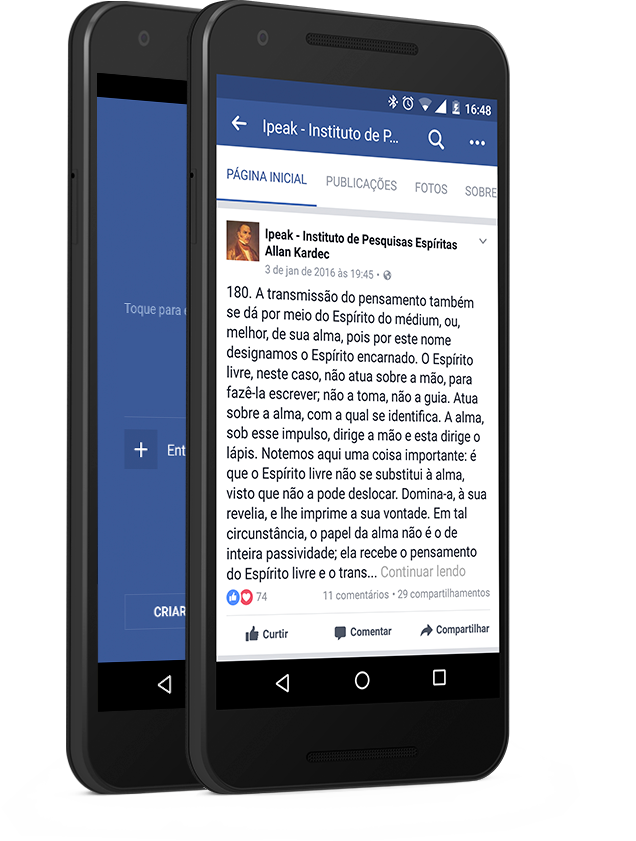 16:48
Ipeak - Instituto de P...
PÁGINA INICIAL PUBLICAÇÕES FOTOS SOBRE
Ipeak - Instituto de Pesquisas Espíritas
Allan Kardec
3 de jan de 2016 às 19:45
180. A transmissão do pensamento também
se dá por meio do Espírito do médium, ou,
melhor, de sua alma, pois por este nome
designamos o Espírito encarnado. O Espírito
livre, neste caso, não atua sobre a mão, para
fazê-la escrever; não a toma, não a guia. Atua
sobre a alma, com a qual se identifica. A alma,
sob esse impulso, dirige a mão e esta dirige o
lápis. Notemos aqui uma coisa importante: é
que o Espírito livre não se substitui à alma,
visto que não a pode deslocar. Domina-a, à sua
revelia, e lhe imprime a sua vontade. Em tal
circunstância, o papel da alma não é o de
inteira passividade; ela recebe o pensamento
do Espírito livre e o trans... Continuar lendo
74 11 comentários • 29 compartilhamentos
Curtir Comentar Compartilhar
Toque para e
+ Ent
CRIAR